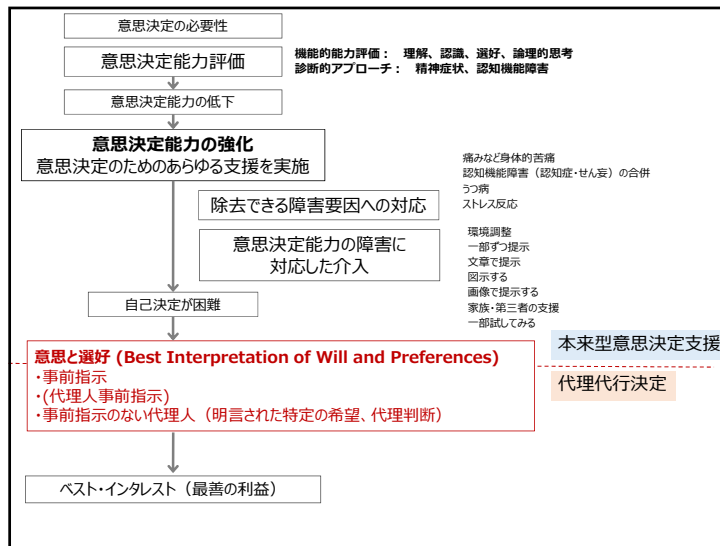 意思決定の必要性
意思決定能力評価
機能的能力評価： 理解、認識、選好、論理的思考
診断的アプローチ： 精神症状、認知機能障害
意思決定能力の低下
意思決定能力の強化
意思決定のためのあらゆる支援を実施
痛みなど身体的苦痛
認知機能障害（認知症・せん妄）の合併
うつ病
ストレス反応
除去できる障害要因への対応
意思決定能力の障害に
対応した介入
環境調整
一部ずつ提示
文章で提示
図示する
画像で提示する
家族・第三者の支援
一部試してみる
自己決定が困難
本来型意思決定支援
意思と選好 (Best Interpretation of Will and Preferences)
・事前指示
・(代理人事前指示)
・事前指示のない代理人（明言された特定の希望、代理判断）
代理代行決定
ベスト・インタレスト（最善の利益）